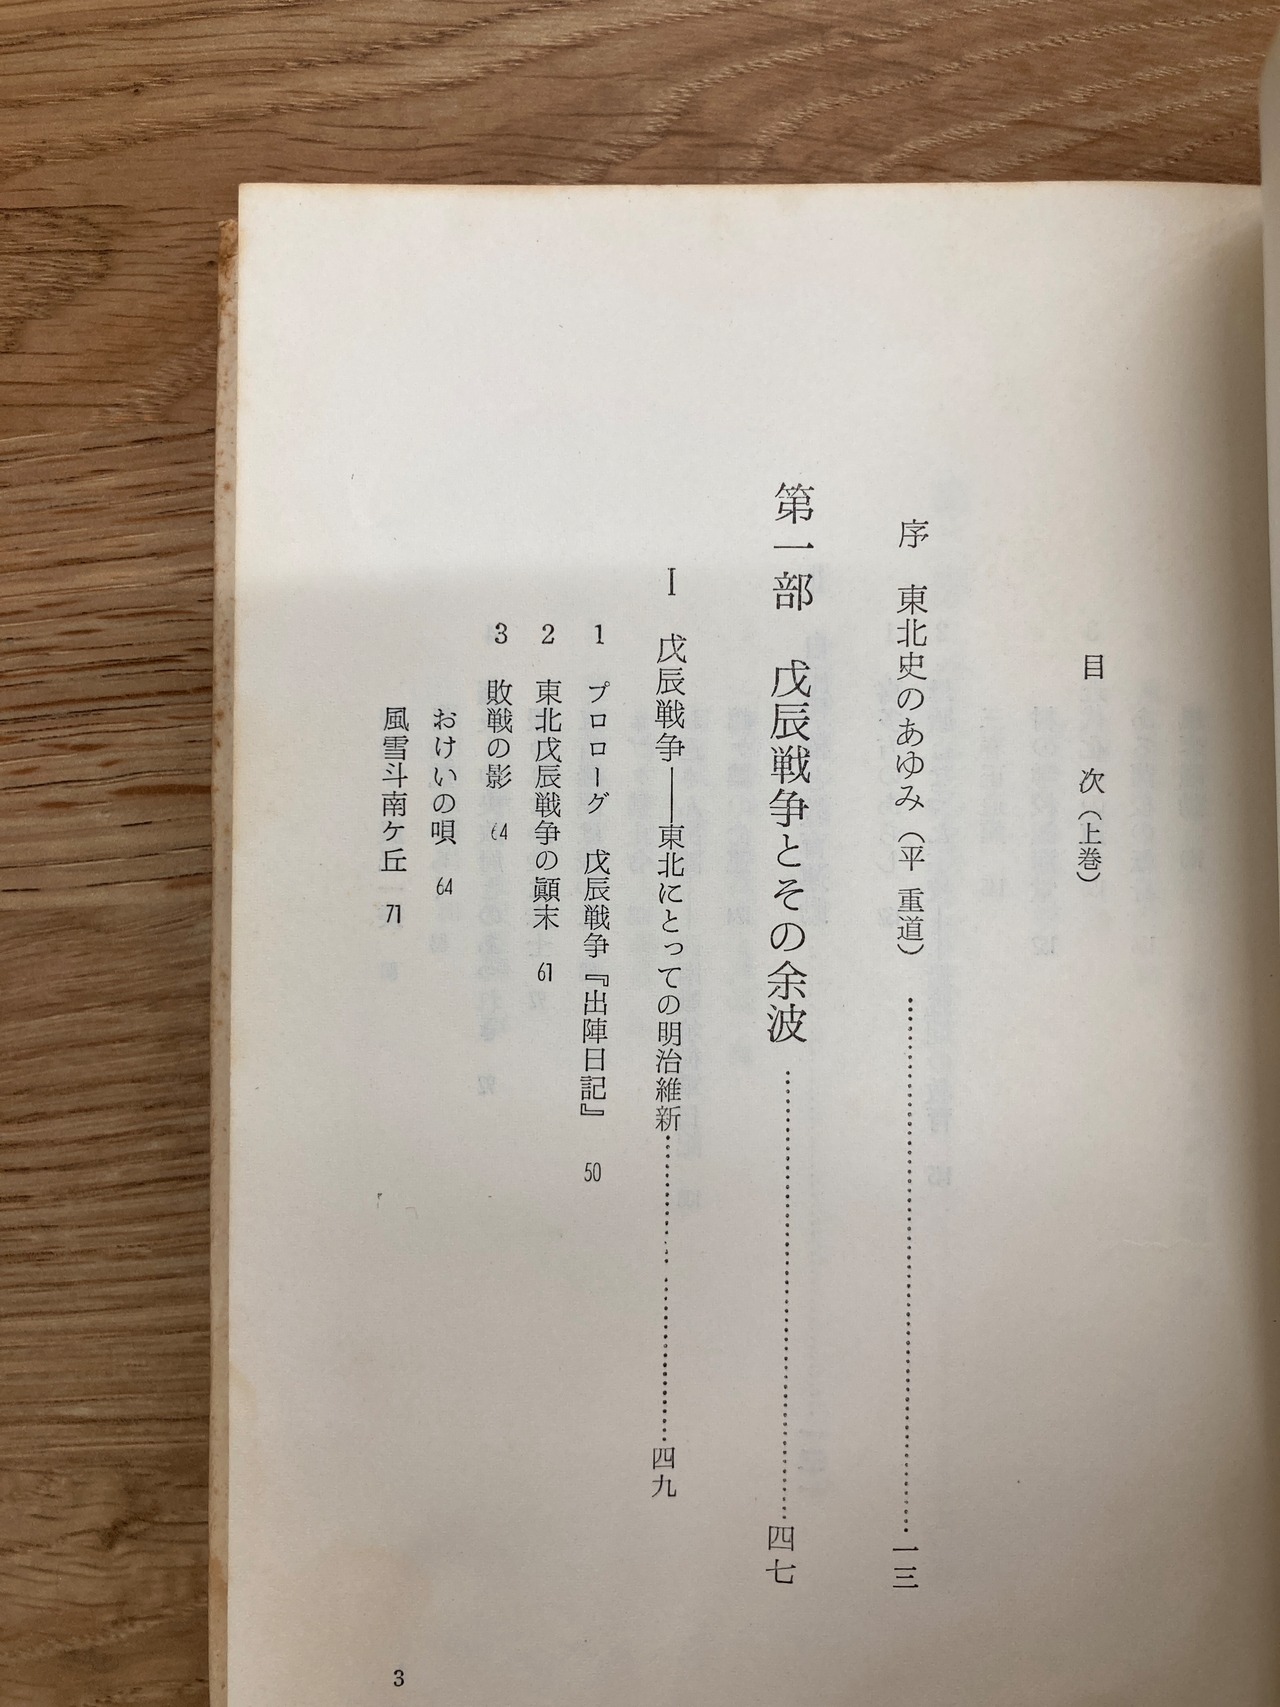 目　次（上巻）
序　東北史のあゆみ（平　重道）……………………一三
第一部　戊辰戦争とその余波……………………四七
Ⅰ　戊辰戦争――東北にとっての明治維新……………………四九
1　プロローグ　戊辰戦争『出陣日記』　50
2　東北戊辰戦争の顚末　61
3　敗戦の影　64
おけいの唄　64
風雪斗南ケ丘　71
3